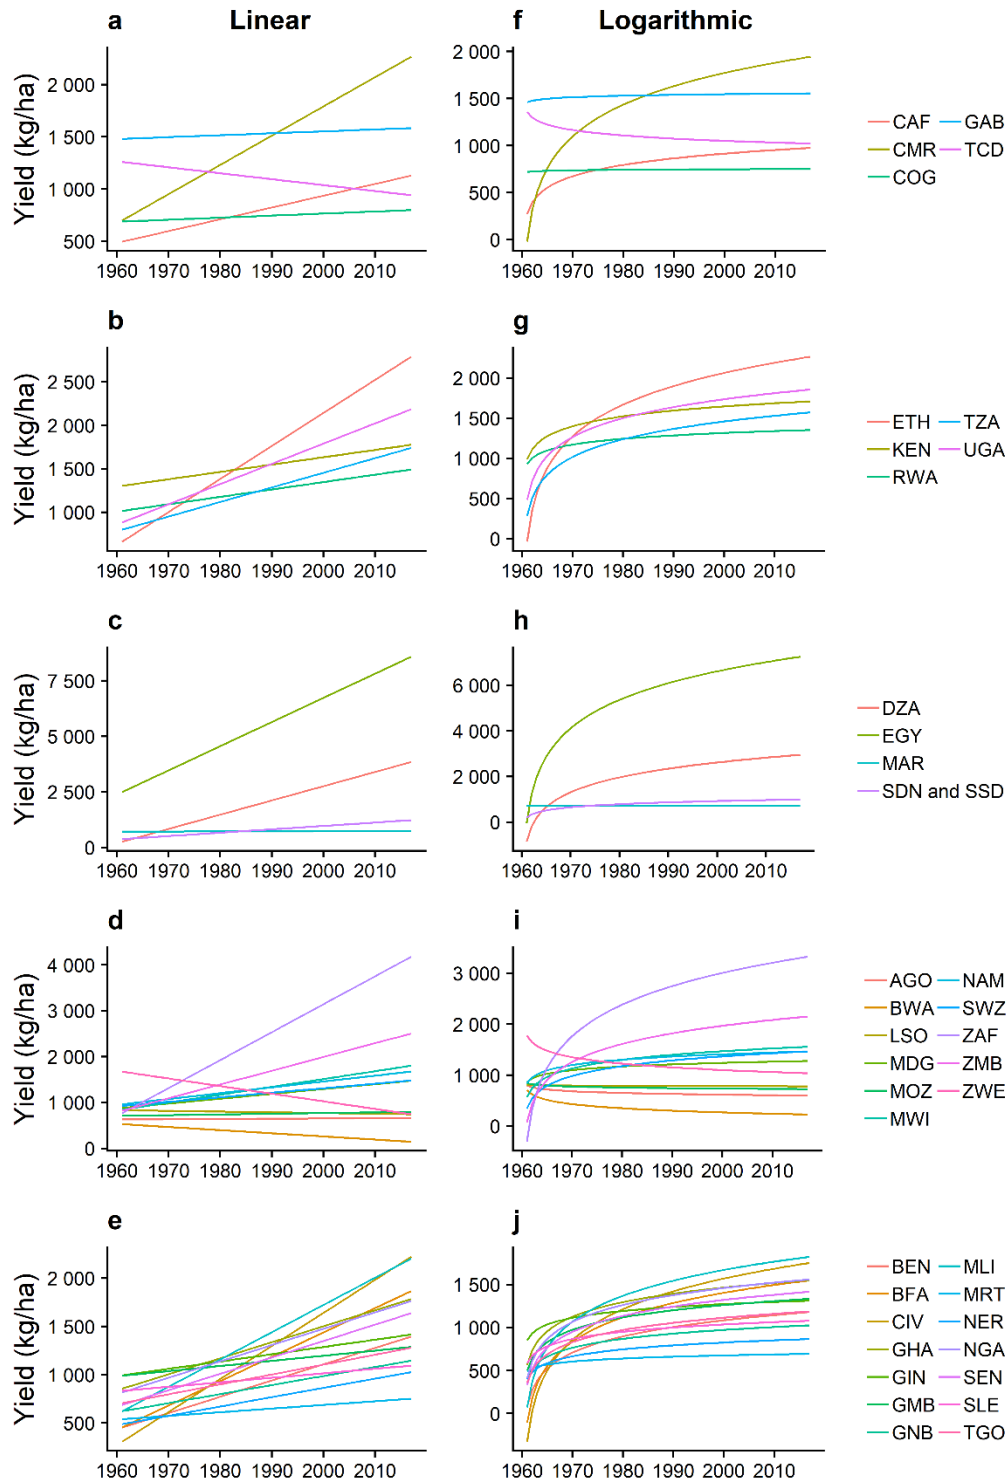 a Linear f Logarithmic
Yield (kg/ha)
2 000
1 500
1 000
500
1960 1970 1980 1990 2000 2010
2 000
1 500
1 000
500
0
1960 1970 1980 1990 2000 2010
CAF GAB
CMR TCD
COG
b g
Yield (kg/ha)
2 500
2 000
1 500
1 000
1960 1970 1980 1990 2000 2010
2 000
1 500
1 000
500
0
1960 1970 1980 1990 2000 2010
ETH TZA
KEN UGA
RWA
c h
Yield (kg/ha)
7 500
5 000
2 500
0
1960 1970 1980 1990 2000 2010
6 000
4 000
2 000
0
1960 1970 1980 1990 2000 2010
DZA
EGY
MAR
SDN and SSD
d i
Yield (kg/ha)
4 000
3 000
2 000
1 000
0
1960 1970 1980 1990 2000 2010
3 000
2 000
1 000
0
1960 1970 1980 1990 2000 2010
AGO NAM
BWA SWZ
LSO ZAF
MDG ZMB
MOZ ZWE
MWI
e j
Yield (kg/ha)
2 000
1 500
1 000
500
1960 1970 1980 1990 2000 2010
1 500
1 000
500
0
1960 1970 1980 1990 2000 2010
BEN MLI
BFA MRT
CIV NER
GHA NGA
GIN SEN
GMB SLE
GNB TGO